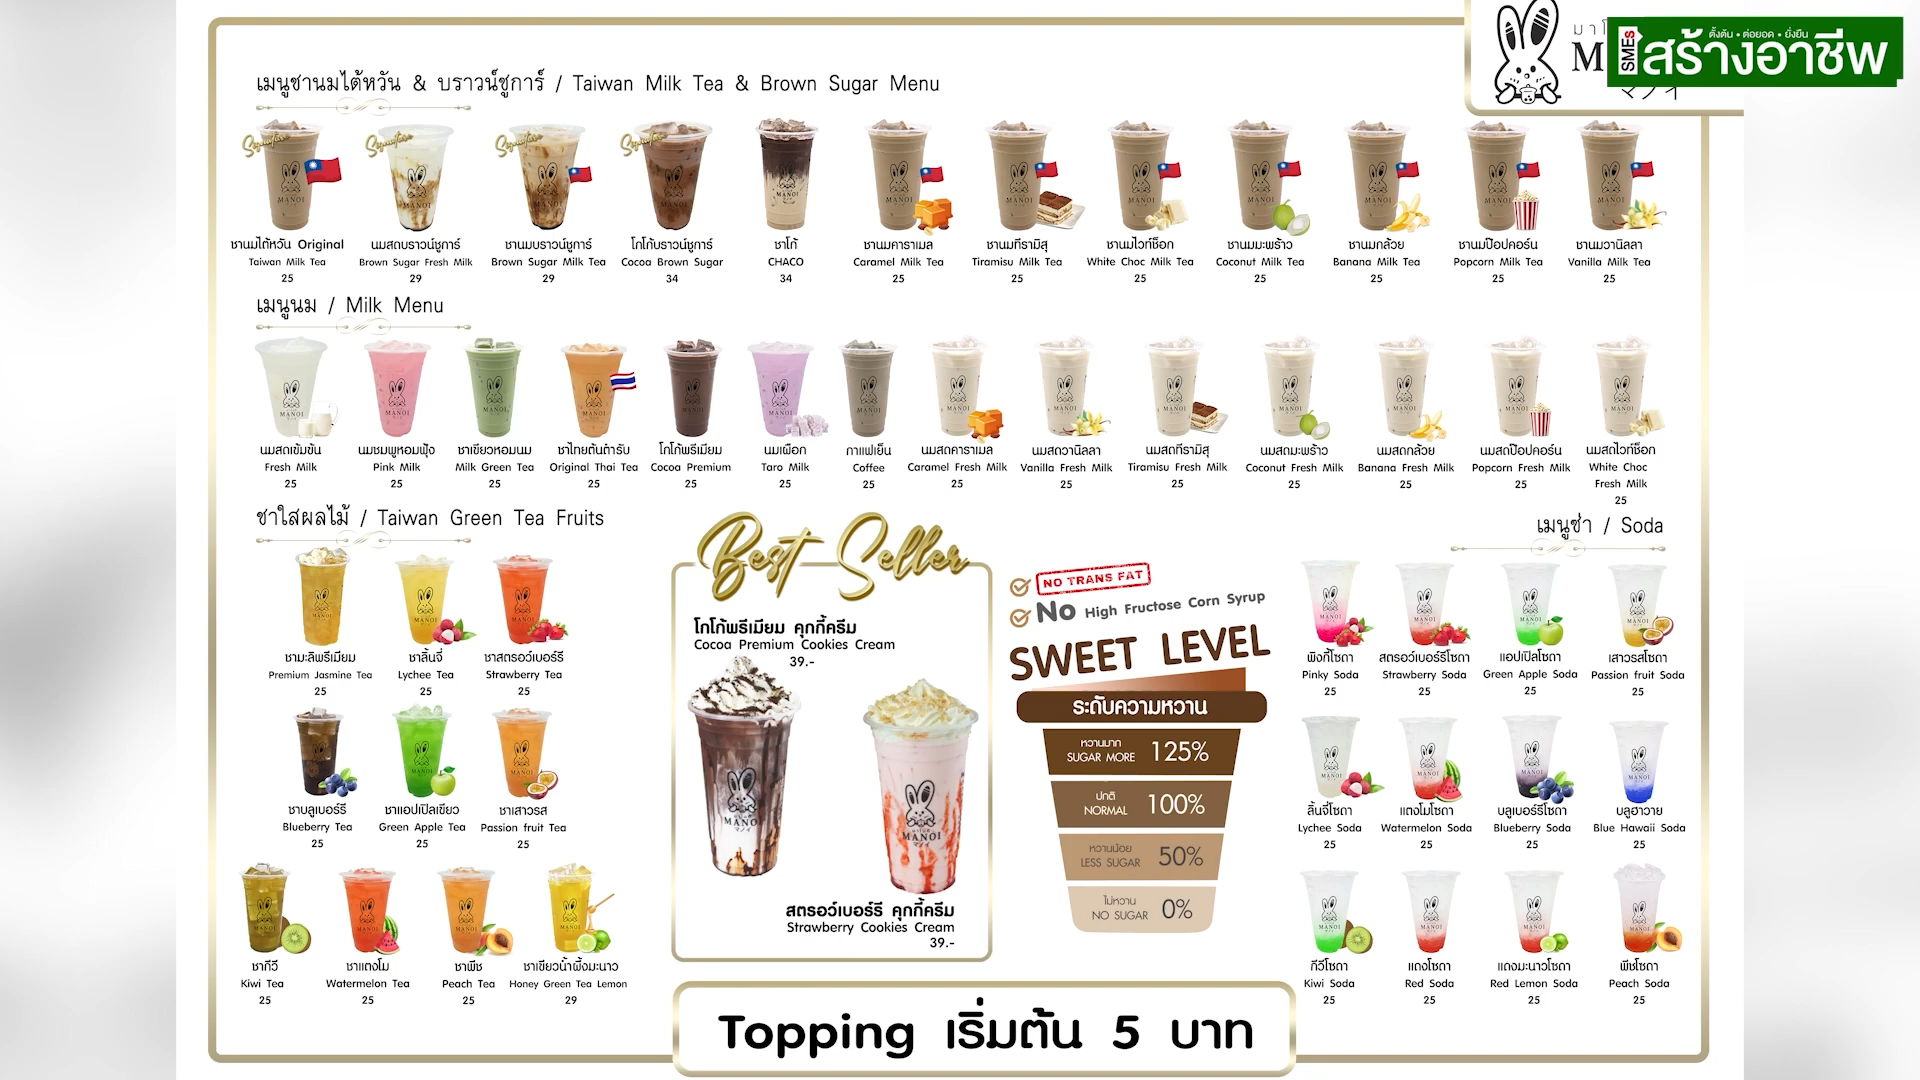 SMEs สร้างอาชีพ
ตั้งต้น • ต่อยอด • ยั่งยืน
เมนูชานมไต้หวัน & บราวน์ชูการ์ / Taiwan Milk Tea & Brown Sugar Menu
ชานมไต้หวัน Original
Taiwan Milk Tea
25
นมสดบราวน์ชูการ์
Brown Sugar Fresh Milk
29
ชานมบราวน์ชูการ์
Brown Sugar Milk Tea
29
โกโก้บราวน์ชูการ์
Cocoa Brown Sugar
34
ชาโก้
CHACO
34
ชานมคาราเมล
Caramel Milk Tea
25
ชานมทีรามิสุ
Tiramisu Milk Tea
25
ชานมไวท์ช็อก
White Choc Milk Tea
25
ชานมมะพร้าว
Coconut Milk Tea
25
ชานมกล้วย
Banana Milk Tea
25
ชานมป๊อปคอร์น
Popcorn Milk Tea
25
ชานมวานิลลา
Vanilla Milk Tea
25
เมนูนม / Milk Menu
นมสดเข้มข้น
Fresh Milk
25
นมชมพูหอมฟุ้ง
Pink Milk
25
ชาเขียวหอมนม
Milk Green Tea
25
ชาไทยต้นตำรับ
Original Thai Tea
25
โกโก้พรีเมียม
Cocoa Premium
25
นมเผือก
Taro Milk
25
กาแฟเย็น
Coffee
25
นมสดคาราเมล
Caramel Fresh Milk
25
นมสดวานิลลา
Vanilla Fresh Milk
25
นมสดทีรามิสุ
Tiramisu Fresh Milk
25
นมสดมะพร้าว
Coconut Fresh Milk
25
นมสดกล้วย
Banana Fresh Milk
25
นมสดป๊อปคอร์น
Popcorn Fresh Milk
25
นมสดไวท์ช็อก
White Choc
Fresh Milk
25
ชาใสผลไม้ / Taiwan Green Tea Fruits
ชามะลิพรีเมียม
Premium Jasmine Tea
25
ชาลิ้นจี่
Lychee Tea
25
ชาสตรอว์เบอร์รี
Strawberry Tea
25
ชาบลูเบอร์รี
Blueberry Tea
25
ชาแอปเปิลเขียว
Green Apple Tea
25
ชาเสาวรส
Passion fruit Tea
25
ชากีวี
Kiwi Tea
25
ชาแตงโม
Watermelon Tea
25
ชาพีช
Peach Tea
25
ชาเขียวน้ำผึ้งมะนาว
Honey Green Tea Lemon
29
Best Seller
โกโก้พรีเมียม คุกกี้ครีม
Cocoa Premium Cookies Cream
39.-
MANOI
マノイ
สตรอว์เบอร์รี คุกกี้ครีม
Strawberry Cookies Cream
39.-
NO TRANS FAT
No High Fructose Corn Syrup
SWEET LEVEL
ระดับความหวาน
หวานมาก
SUGAR MORE 125%
ปกติ
NORMAL 100%
หวานน้อย
LESS SUGAR 50%
ไม่หวาน
NO SUGAR 0%
เมนูซ่า / Soda
พิงกี้โซดา
Pinky Soda
25
สตรอว์เบอร์รีโซดา
Strawberry Soda
25
แอปเปิลโซดา
Green Apple Soda
25
เสาวรสโซดา
Passion fruit Soda
25
ลิ้นจี่โซดา
Lychee Soda
25
แตงโมโซดา
Watermelon Soda
25
บลูเบอร์รีโซดา
Blueberry Soda
25
บลูฮาวาย
Blue Hawaii Soda
25
กีวีโซดา
Kiwi Soda
25
แดงโซดา
Red Soda
25
แดงมะนาวโซดา
Red Lemon Soda
25
พีชโซดา
Peach Soda
25
Topping เริ่มต้น 5 บาท